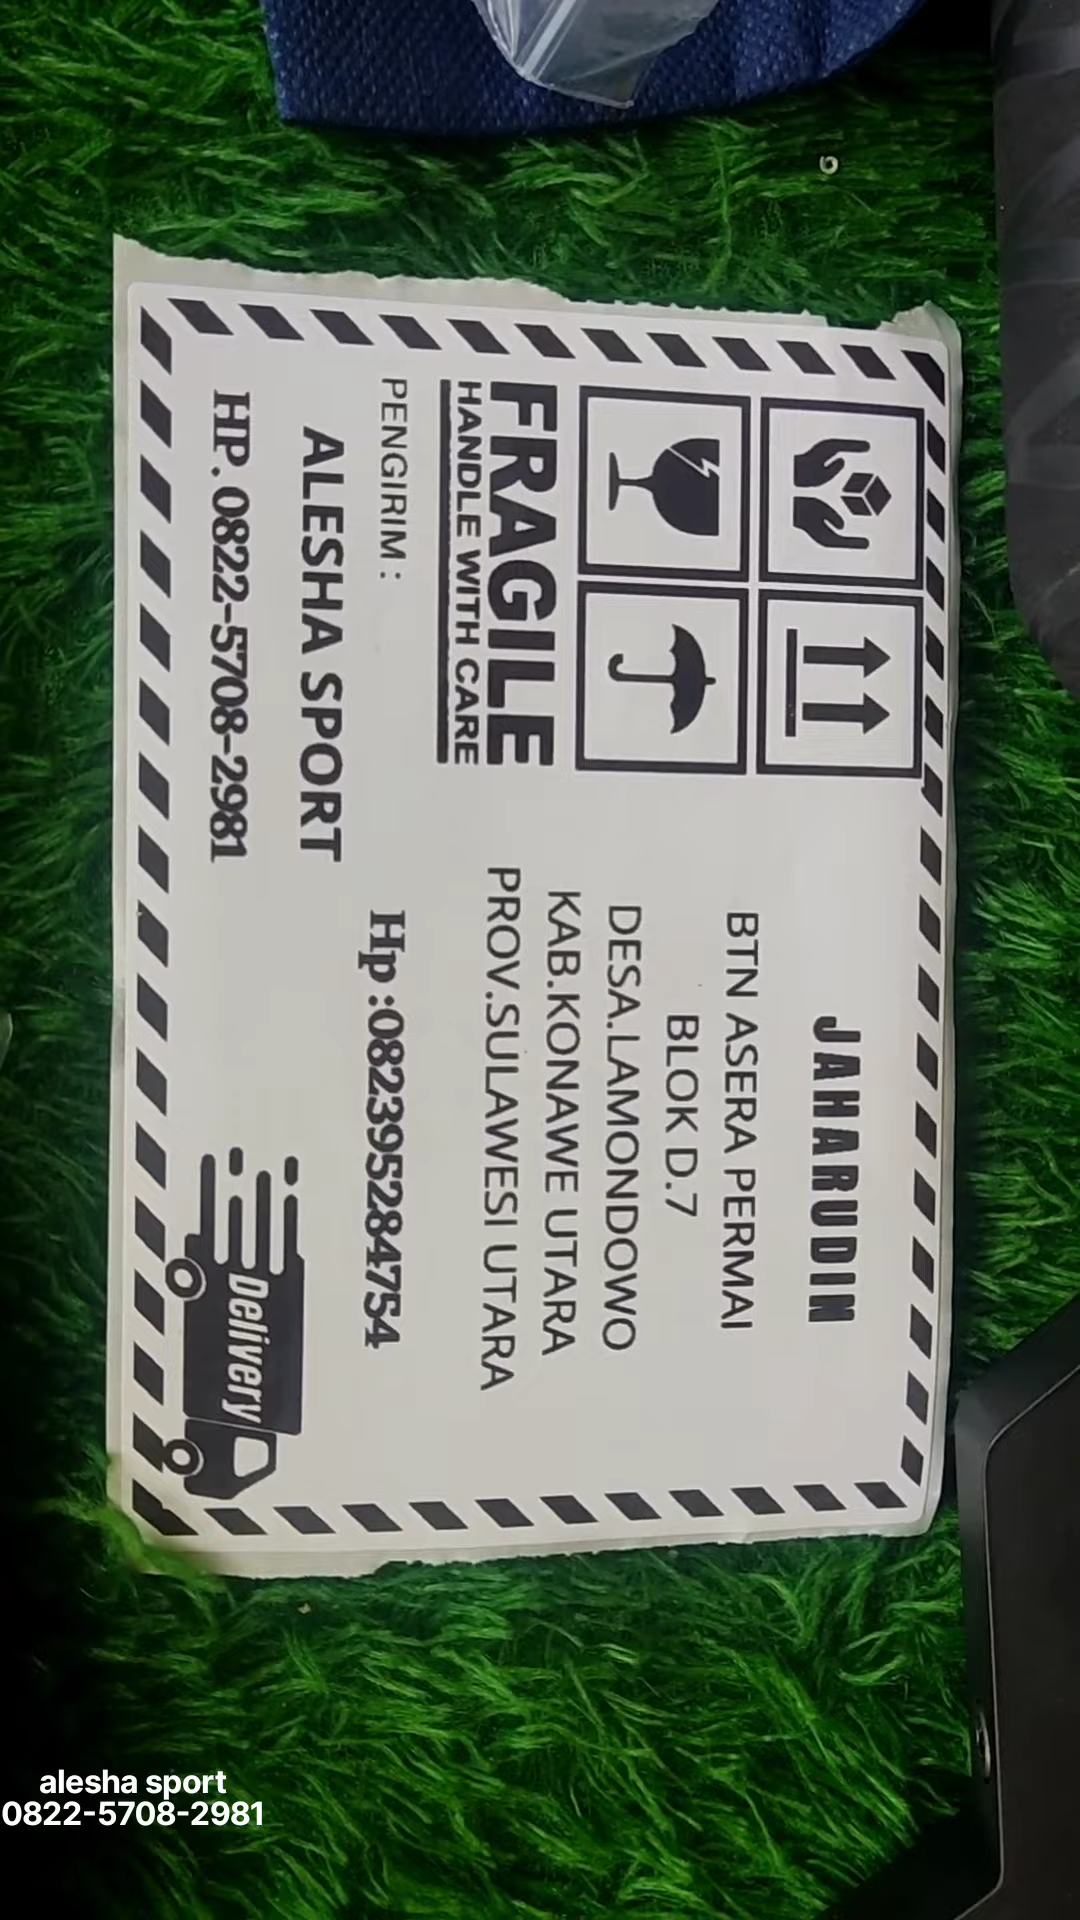 JAHARUDIN
BTN ASERA PERMAI
BLOK D.7
DESA.LAMONDOWO
KAB.KONAWE UTARA
PROV.SULAWESI UTARA
Hp :082395284754
FRAGILE
HANDLE WITH CARE
PENGIRIM :
ALESHA SPORT
HP. 0822-5708-2981
Delivery
alesha sport
0822-5708-2981